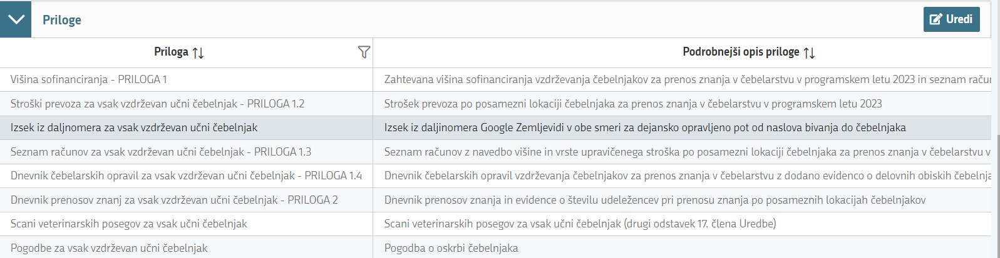 Priloge
Uredi
Priloga
Podrobnejši opis priloge
Višina sofinanciranja - PRILOGA 1
Zahtevana višina sofinanciranja vzdrževanja čebelnjakov za prenos znanja v čebelarstvu v programskem letu 2023 in seznam
Stroški prevoza za vsak vzdrževan učni čebelnjak - PRILOGA 1.2
Strošek prevoza po posamezni lokaciji čebelnjaka za prenos znanja v čebelarstvu v programskem letu 2023
Izsek iz daljnomera za vsak vzdrževan učni čebelnjak
Izsek iz daljinomera Google Zemljevidi v obe smeri za dejansko opravljeno pot od naslova bivanja do čebelnjaka
Seznam računov za vsak vzdrževan učni čebelnjak - PRILOGA 1.3
Seznam računov z navedbo višine in vrste upravičenega stroška po posamezni lokaciji čebelnjaka za prenos znanja v čebelarstvu v
Dnevnik čebelarskih opravil za vsak vzdrževan učni čebelnjak - PRILOGA 1.4
Dnevnik čebelarskih opravil vzdrževanja čebelnjakov za prenos znanja v čebelarstvu z dodano evidenco o delovnih obiskih
Dnevnik prenosov znanj za vsak vzdrževan učni čebelnjak - PRILOGA 2
Dnevnik prenosov znanja in evidence o številu udeležencev pri prenosu znanja po posameznih lokacijah čebelnjakov
Scani veterinarskih posegov za vsak učni čebelnjak
Scani veterinarskih posegov za vsak učni čebelnjak (drugi odstavek 17. člena Uredbe)
Pogodbe za vsak vzdrževan učni čebelnjak
Pogodba o oskrbi čebelnjaka